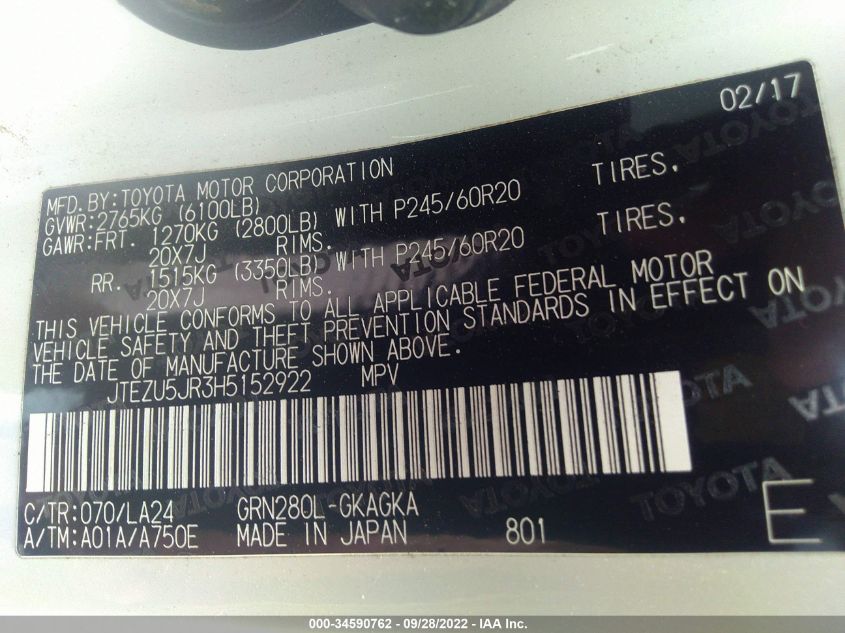 02/17
MFD. BY: TOYOTA MOTOR CORPORATION
GVWR: 2765KG (6100LB)
GAWR: FRT. 1270KG (2800LB) WITH P245/60R20 TIRES.
20X7J RIMS.
RR. 1515KG (3350LB) WITH P245/60R20 TIRES.
20X7J RIMS.
THIS VEHICLE CONFORMS TO ALL APPLICABLE FEDERAL MOTOR
VEHICLE SAFETY AND THEFT PREVENTION STANDARDS IN EFFECT ON
THE DATE OF MANUFACTURE SHOWN ABOVE.
JTEZU5JR3H5152922 MPV
C/TR: 070/LA24 GRN280L-GKAGKA
A/TM: A01A/A750E MADE IN JAPAN 801 E
TOYOTA
000-34590762 - 09/28/2022 - IAA Inc.